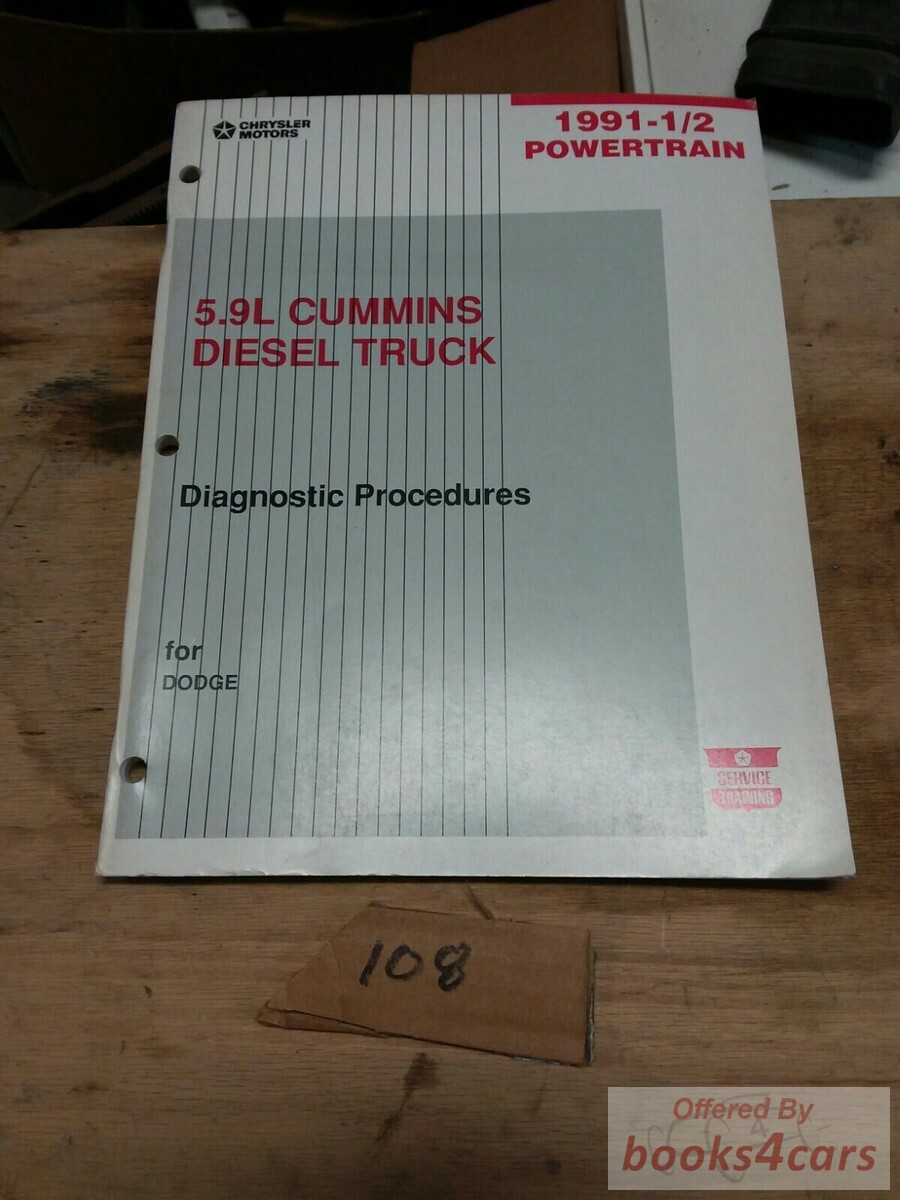 CHRYSLER
MOTORS
1991-1/2
POWERTRAIN
5.9L CUMMINS
DIESEL TRUCK
Diagnostic Procedures
for
DODGE
SERVICE
TRAINING
108
Offered By
books4cars